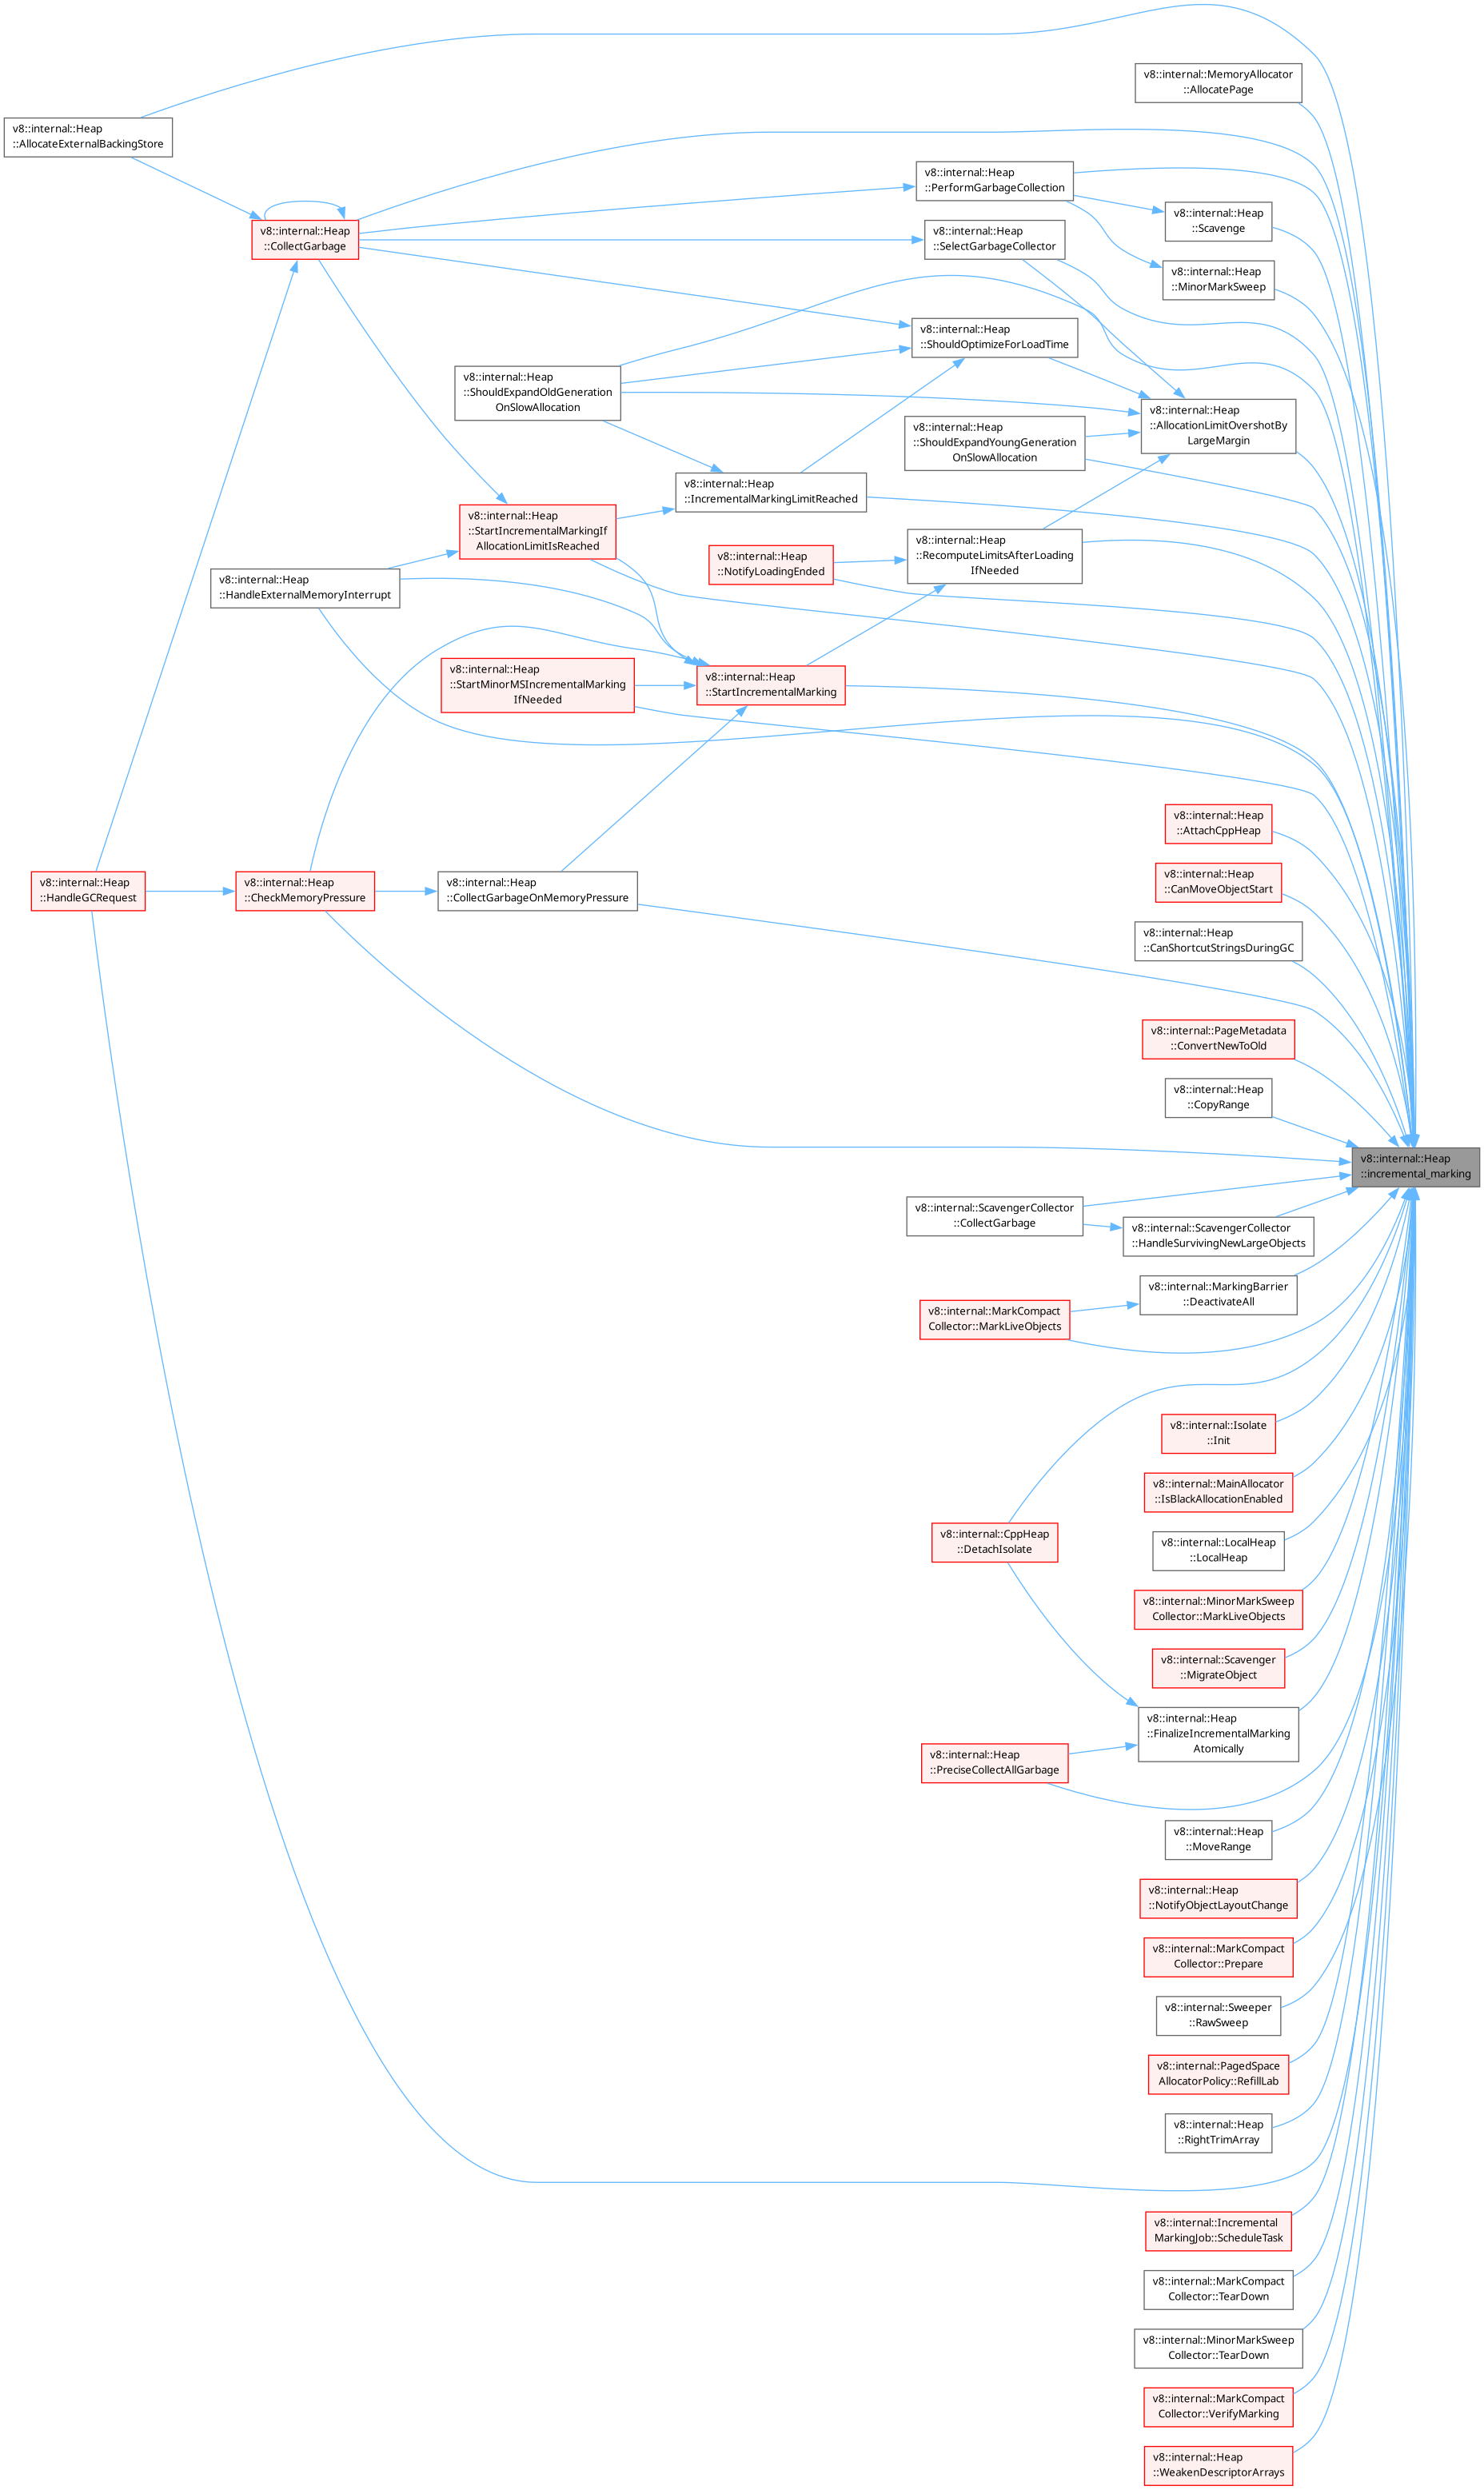 v8::internal::MemoryAllocator
::AllocatePage
v8::internal::Heap
::AllocateExternalBackingStore
v8::internal::Heap
::PerformGarbageCollection
v8::internal::Heap
::Scavenge
v8::internal::Heap
::CollectGarbage
v8::internal::Heap
::SelectGarbageCollector
v8::internal::Heap
::MinorMarkSweep
v8::internal::Heap
::ShouldOptimizeForLoadTime
v8::internal::Heap
::ShouldExpandOldGeneration
OnSlowAllocation
v8::internal::Heap
::AllocationLimitOvershotBy
LargeMargin
v8::internal::Heap
::ShouldExpandYoungGeneration
OnSlowAllocation
v8::internal::Heap
::IncrementalMarkingLimitReached
v8::internal::Heap
::StartIncrementalMarkingIf
AllocationLimitIsReached
v8::internal::Heap
::RecomputeLimitsAfterLoading
IfNeeded
v8::internal::Heap
::NotifyLoadingEnded
v8::internal::Heap
::HandleExternalMemoryInterrupt
v8::internal::Heap
::StartMinorMSIncrementalMarking
IfNeeded
v8::internal::Heap
::StartIncrementalMarking
v8::internal::Heap
::AttachCppHeap
v8::internal::Heap
::HandleGCRequest
v8::internal::Heap
::CheckMemoryPressure
v8::internal::Heap
::CollectGarbageOnMemoryPressure
v8::internal::Heap
::CanMoveObjectStart
v8::internal::Heap
::CanShortcutStringsDuringGC
v8::internal::PageMetadata
::ConvertNewToOld
v8::internal::Heap
::CopyRange
v8::internal::Heap
::incremental_marking
v8::internal::ScavengerCollector
::CollectGarbage
v8::internal::ScavengerCollector
::HandleSurvivingNewLargeObjects
v8::internal::MarkingBarrier
::DeactivateAll
v8::internal::MarkCompact
Collector::MarkLiveObjects
v8::internal::Isolate
::Init
v8::internal::MainAllocator
::IsBlackAllocationEnabled
v8::internal::CppHeap
::DetachIsolate
v8::internal::LocalHeap
::LocalHeap
v8::internal::MinorMarkSweep
Collector::MarkLiveObjects
v8::internal::Scavenger
::MigrateObject
v8::internal::Heap
::FinalizeIncrementalMarking
Atomically
v8::internal::Heap
::PreciseCollectAllGarbage
v8::internal::Heap
::MoveRange
v8::internal::Heap
::NotifyObjectLayoutChange
v8::internal::MarkCompact
Collector::Prepare
v8::internal::Sweeper
::RawSweep
v8::internal::PagedSpace
AllocatorPolicy::RefillLab
v8::internal::Heap
::RightTrimArray
v8::internal::Incremental
MarkingJob::ScheduleTask
v8::internal::MarkCompact
Collector::TearDown
v8::internal::MinorMarkSweep
Collector::TearDown
v8::internal::MarkCompact
Collector::VerifyMarking
v8::internal::Heap
::WeakenDescriptorArrays